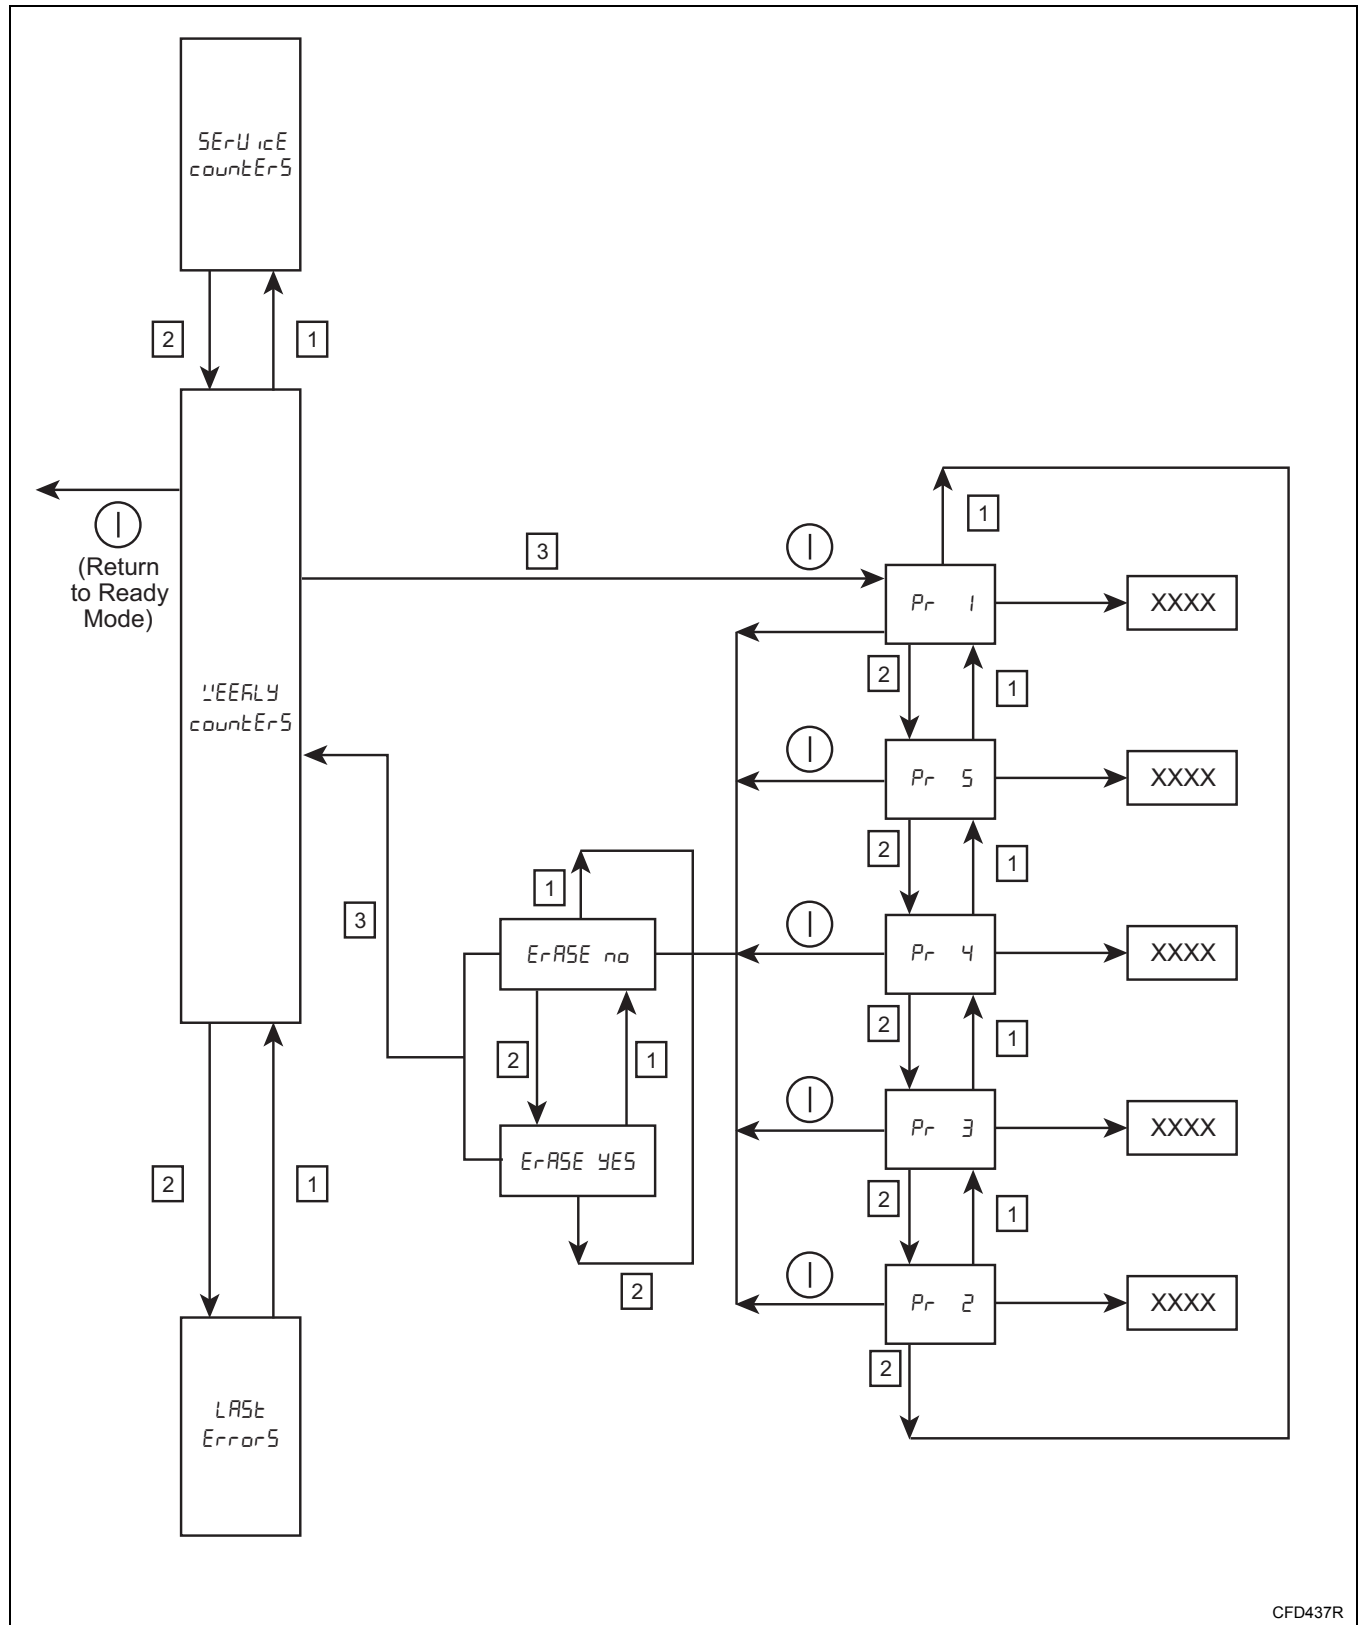 SErVicE
countErS
2
1
(Return
to Ready
Mode)
3
1
Pr 1
XXXX
2
1
WEEKLY
countErS
Pr 5
XXXX
2
1
1
3
ErASE no
Pr 4
XXXX
2
1
2
1
ErASE YES
Pr 3
XXXX
2
1
2
1
2
Pr 2
XXXX
2
LASt
ErrorS
CFD437R